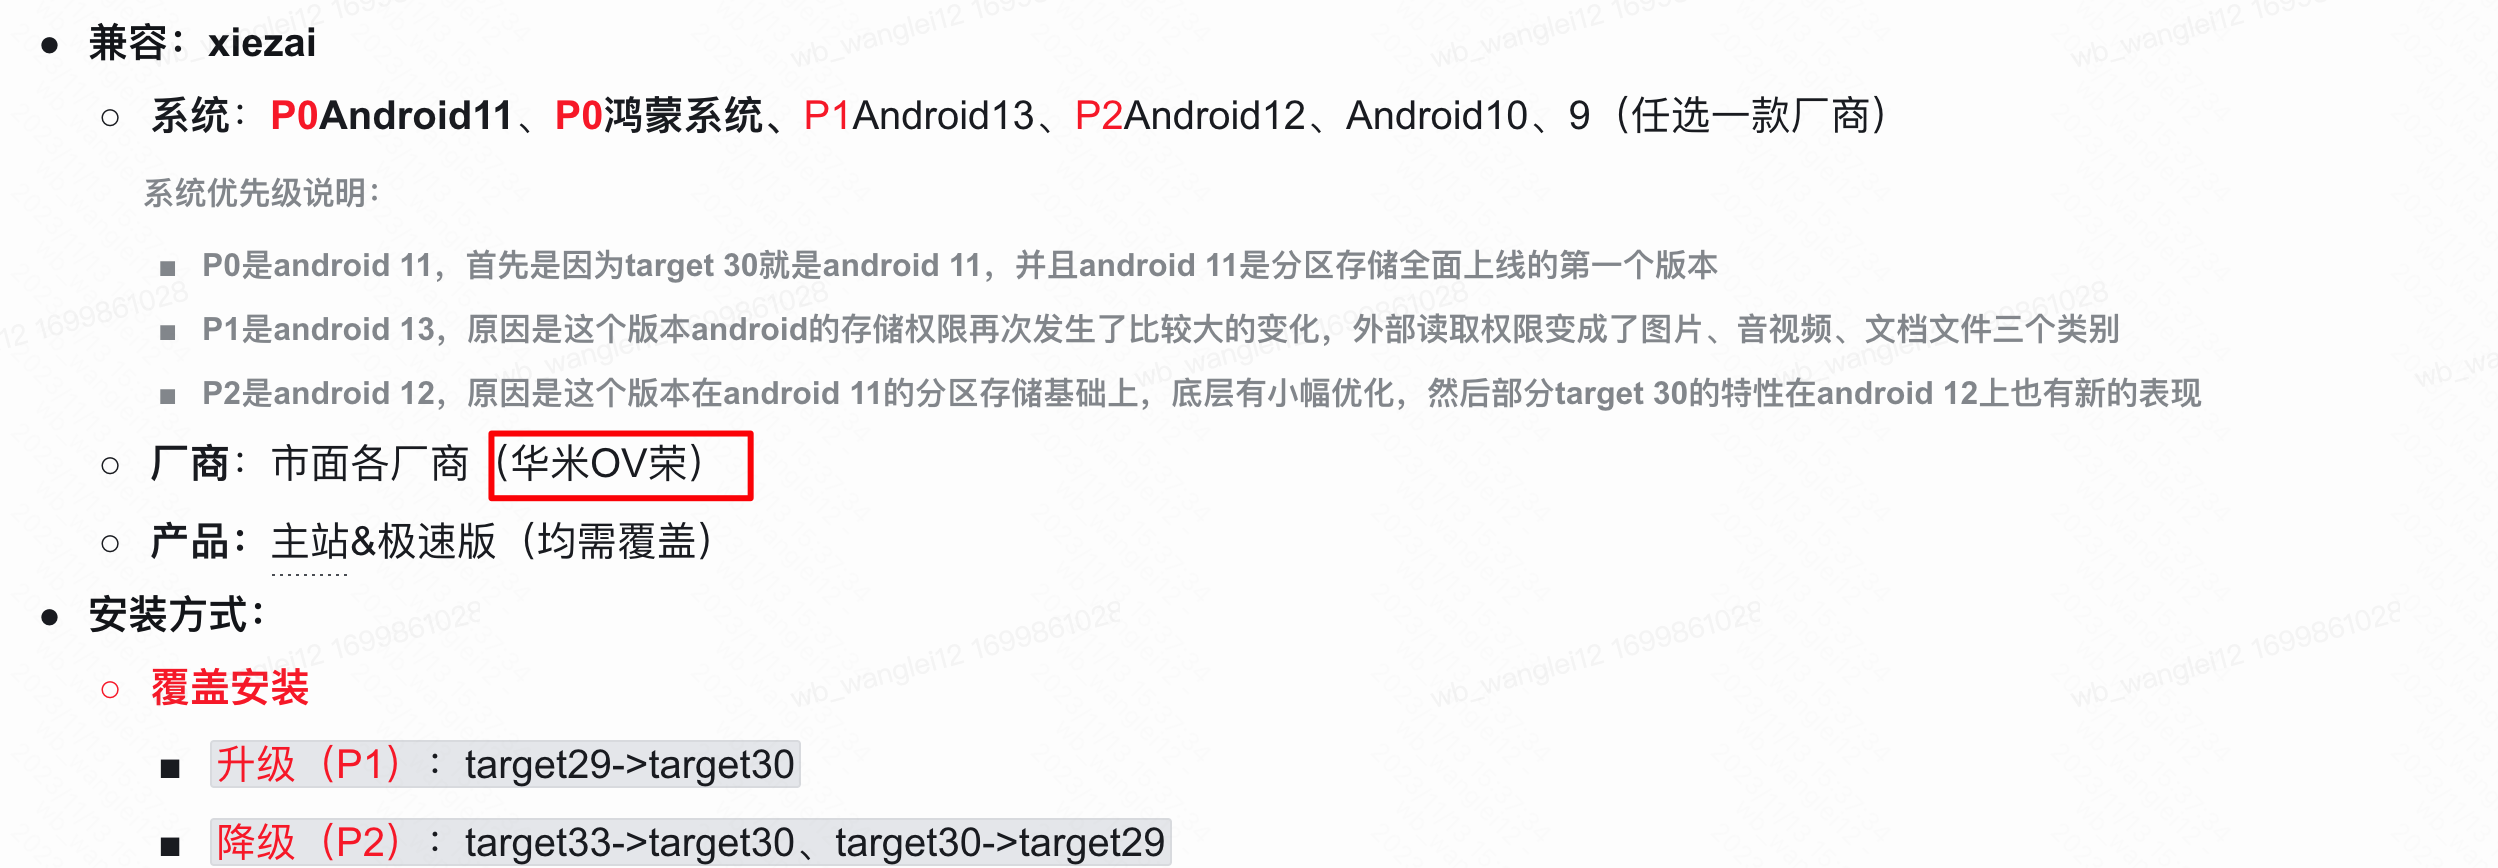 兼容：xiezai
系统：P0Android11、P0鸿蒙系统、P1Android13、P2Android12、Android10、9（任选一款厂商）
系统优先级说明：
P0是android 11，首先是因为target 30就是android 11，并且android 11是分区存储全面上线的第一个版本
P1是android 13，原因是这个版本android的存储权限再次发生了比较大的变化，外部读取权限变成了图片、音视频、文档文件三个类别
P2是android 12，原因是这个版本在android 11的分区存储基础上，底层有小幅优化，然后部分target 30的特性在android 12上也有新的表现
厂商：市面各厂商（华米OV荣）
产品：主站&极速版（均需覆盖）
安装方式：
覆盖安装
升级（P1）：target29->target30
降级（P2）：target33->target30、target30->target29
wb_wanglei12 1699861028